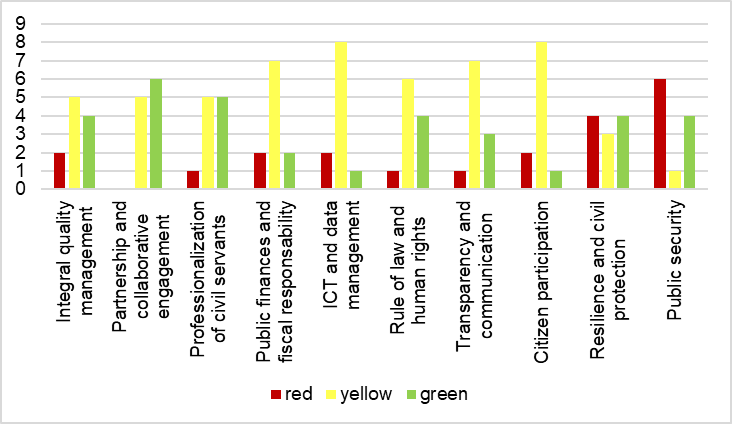 9
8
7
6
5
4
3
2
1
0
Integral quality
management
Partnership and
collaborative
engagement
Professionalization
of civil servants
Public finances and
fiscal responsability
ICT and data
management
Rule of law and
human rights
Transparency and
communication
Citizen participation
Resilience and civil
protection
Public security
red yellow green